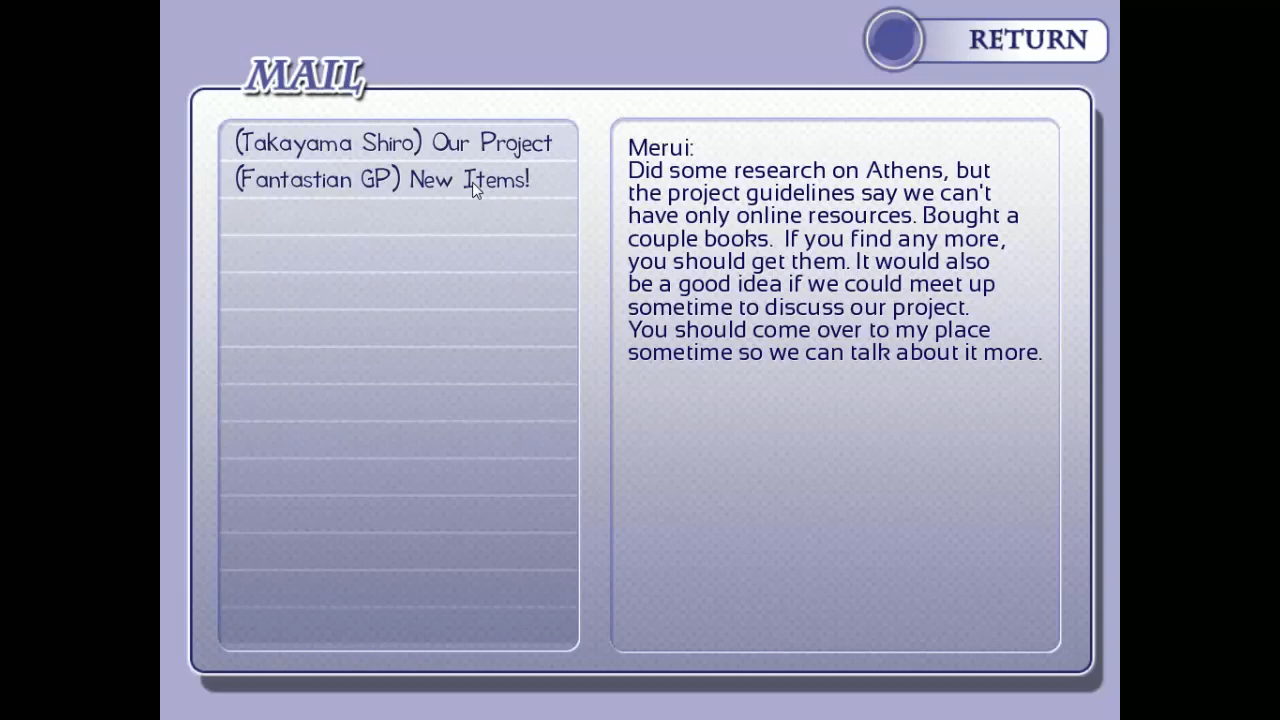 RETURN
MAIL
(Takayama Shiro) Our Project
(Fantastian GP) New Items!
Merui:
Did some research on Athens, but
the project guidelines say we can't
have only online resources. Bought a
couple books.  If you find any more,
you should get them. It would also
be a good idea if we could meet up
sometime to discuss our project.
You should come over to my place
sometime so we can talk about it more.